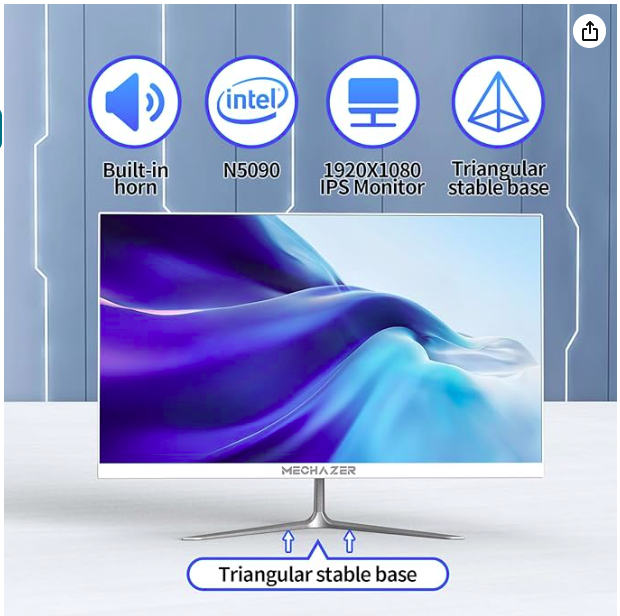 intel
Built-in
horn
N5090
1920X1080
IPS Monitor
Triangular
stable base
MECHAZER
Triangular stable base